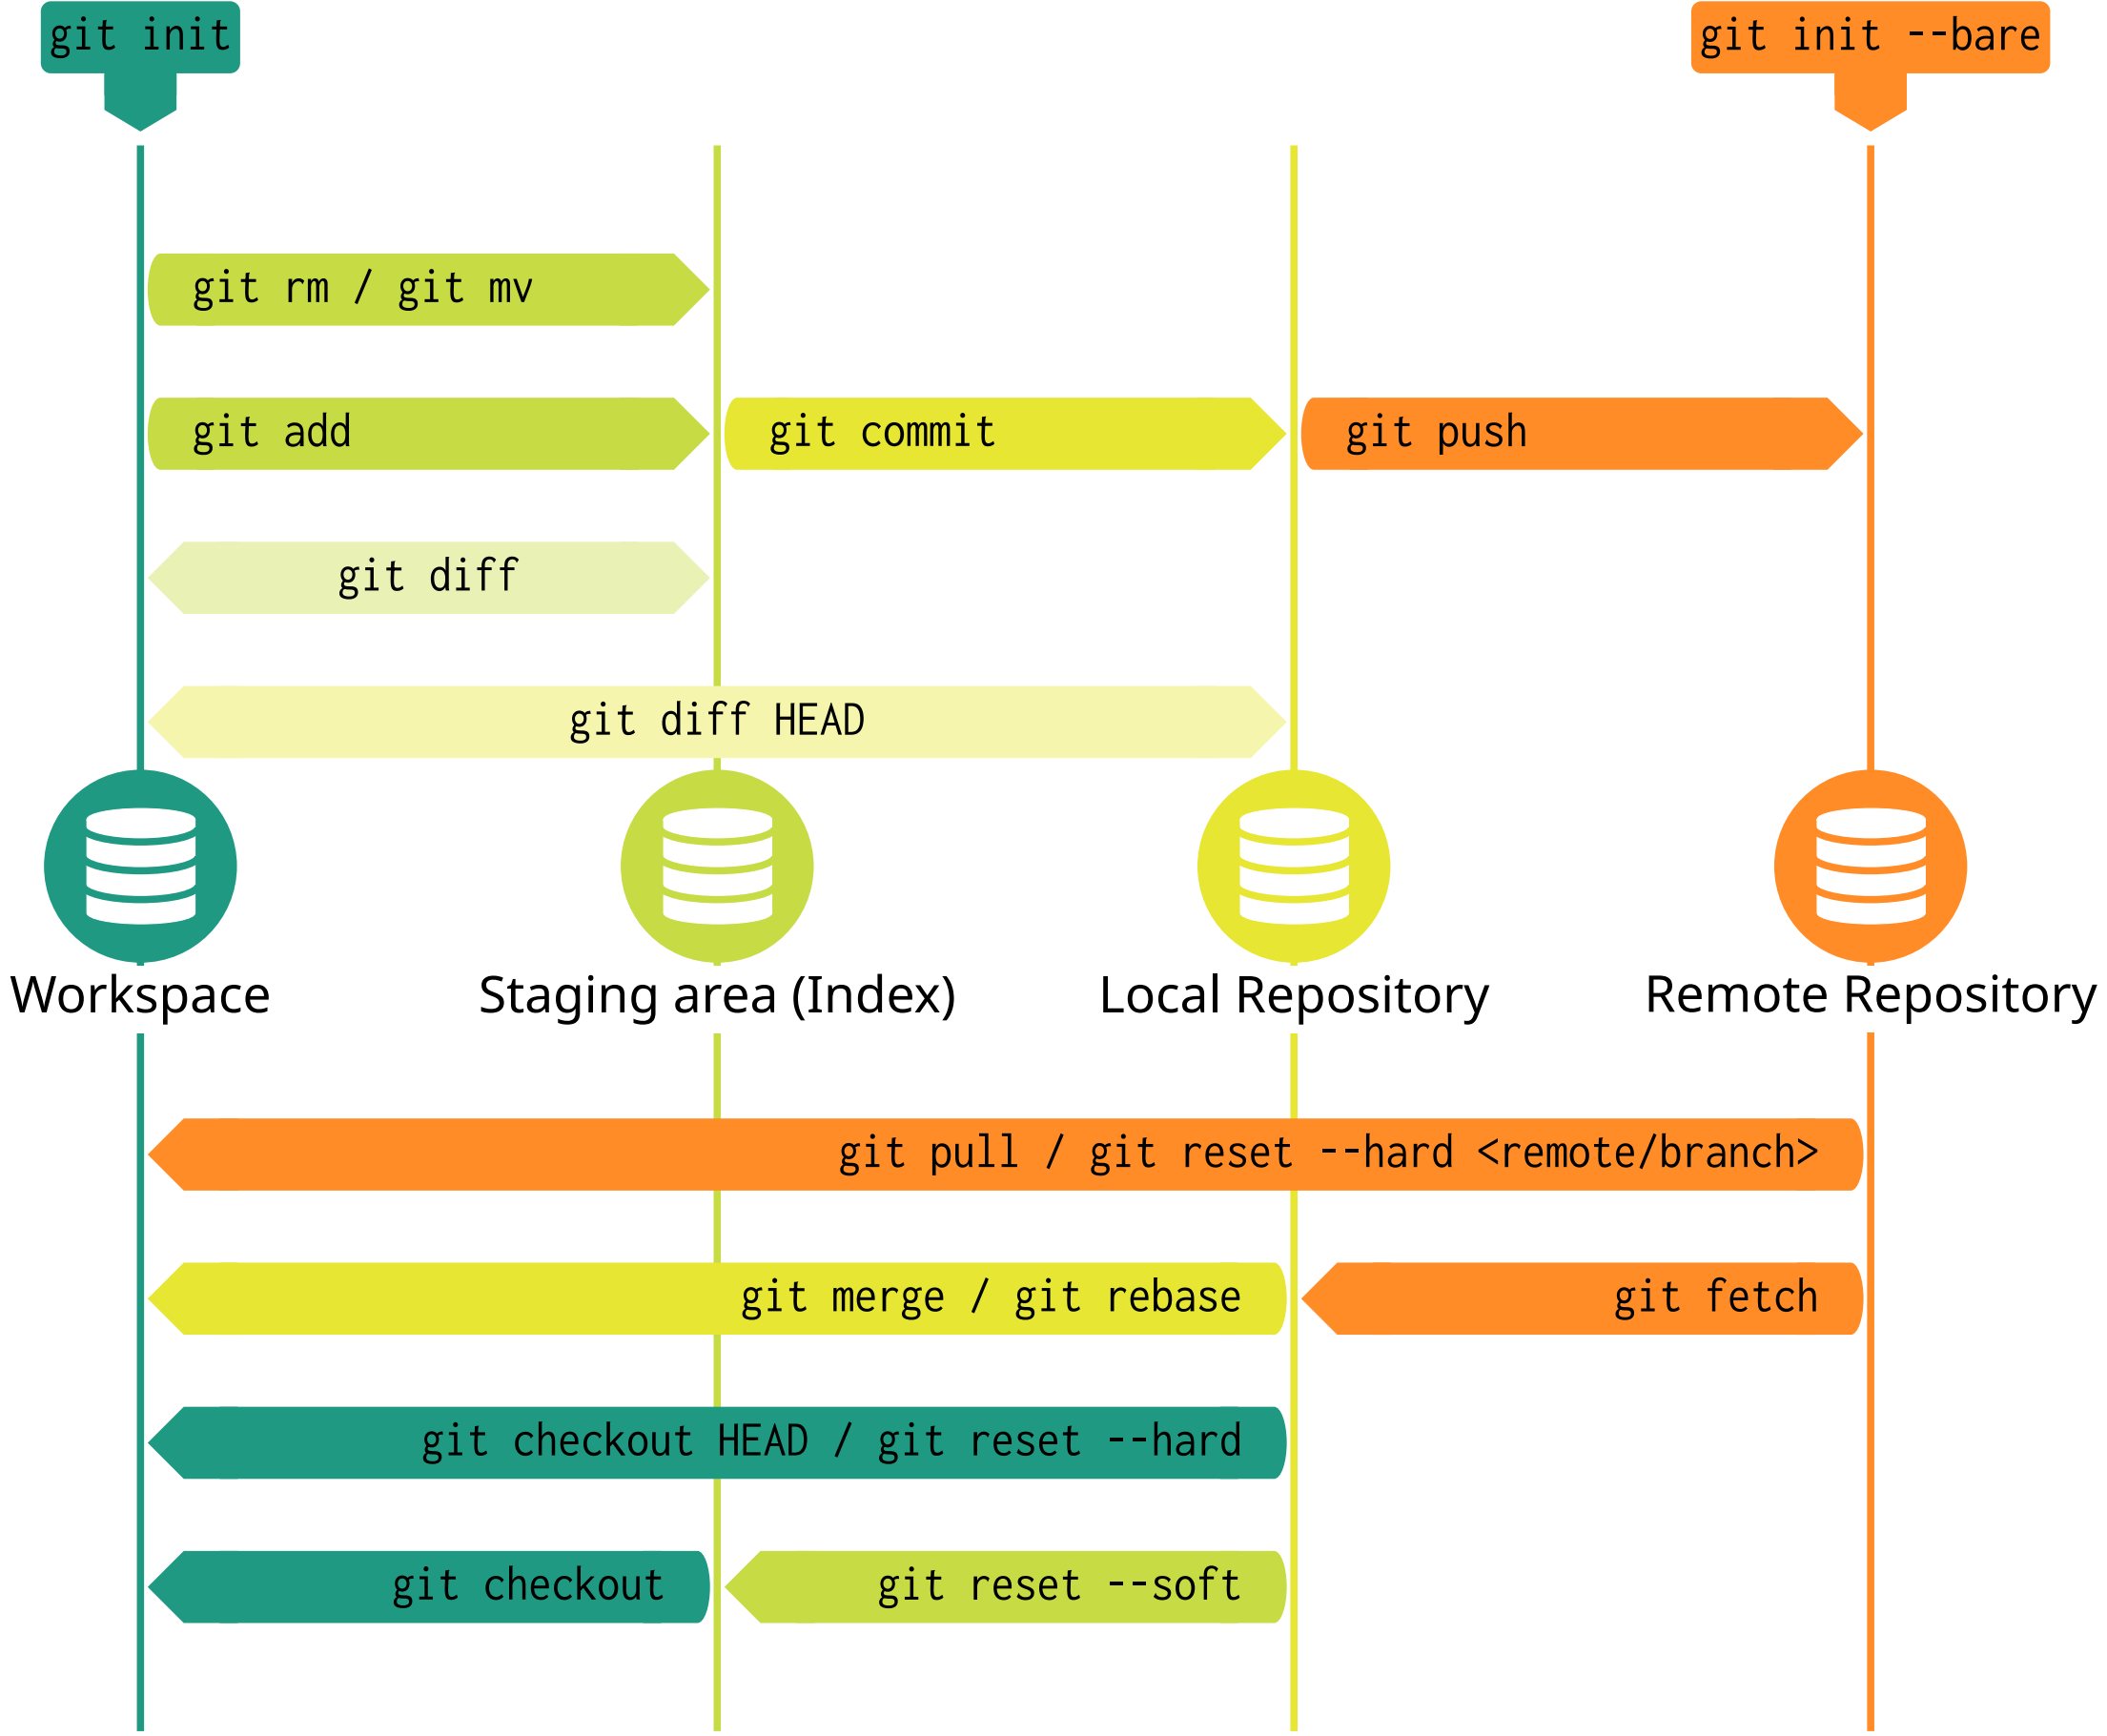 git init
git init --bare
git rm / git mv
git add
git commit
git push
git diff
git diff HEAD
Workspace
Staging area (Index)
Local Repository
Remote Repository
git pull / git reset --hard <remote/branch>
git merge / git rebase
git fetch
git checkout HEAD / git reset --hard
git checkout
git reset --soft